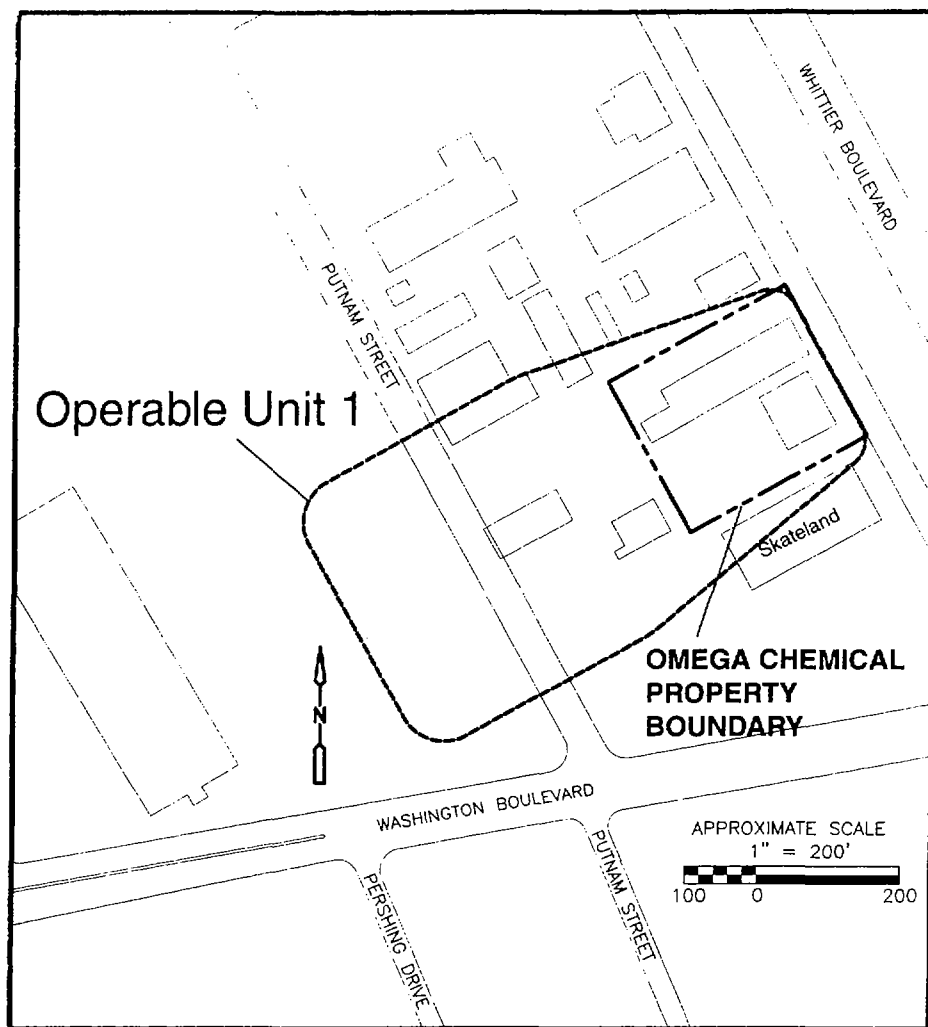 WHITTIER BOULEVARD
PUTNAM STREET
Operable Unit 1
Skateland
OMEGA CHEMICAL
PROPERTY
BOUNDARY
N
WASHINGTON BOULEVARD
APPROXIMATE SCALE
1" = 200'
100 0 200
PERSHING DRIVE
PUTNAM STREET